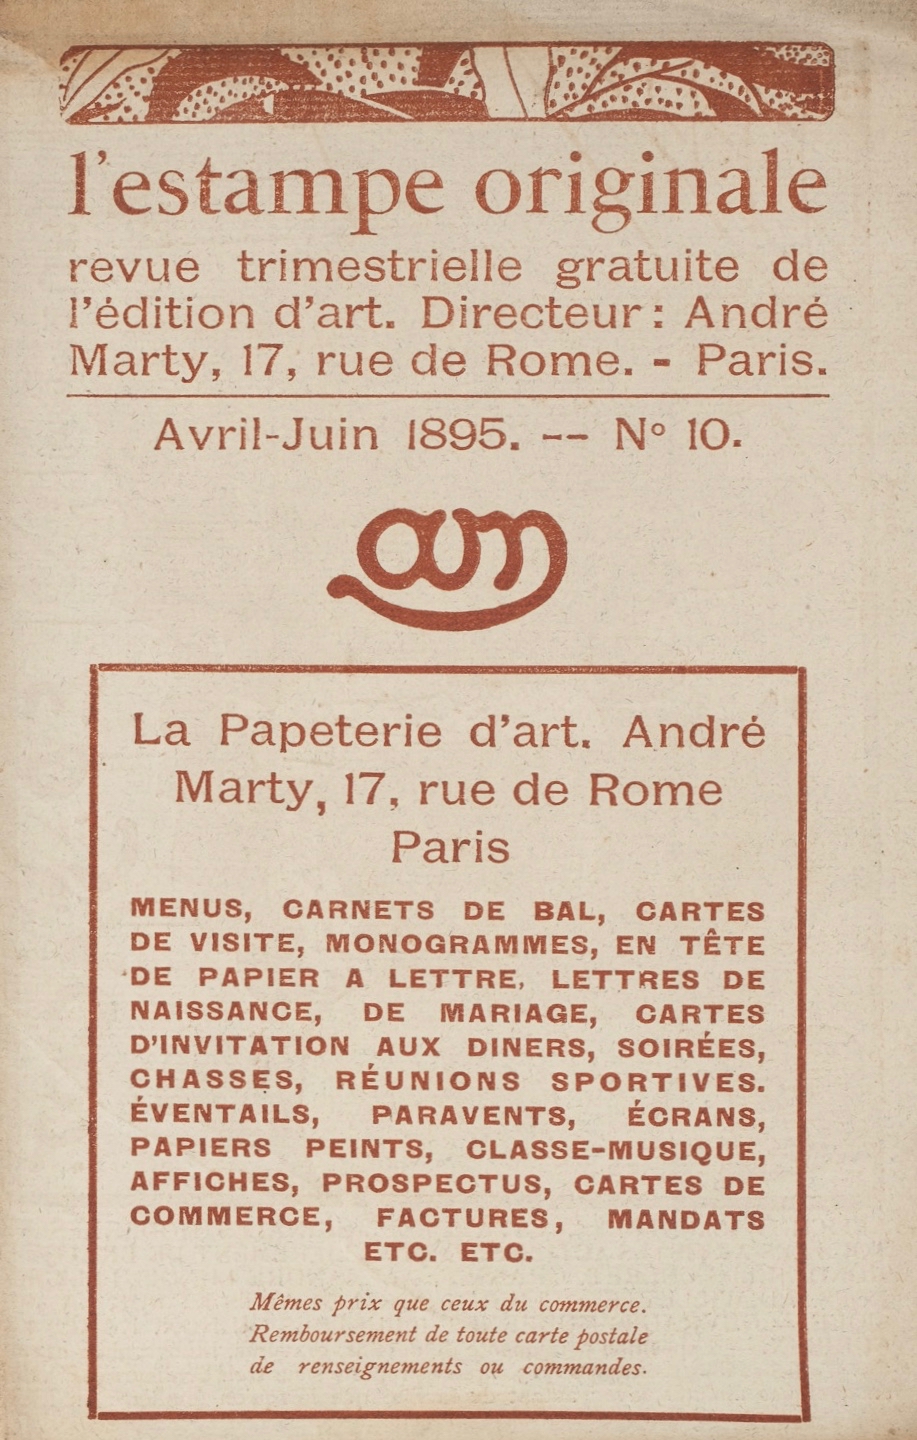 l'estampe originale
revue trimestrielle gratuite de
l'édition d'art. Directeur: André
Marty, 17, rue de Rome. - Paris.
Avril-Juin 1895. -- Nº 10.
am
La Papeterie d'art. André
Marty, 17, rue de Rome
Paris
MENUS, CARNETS DE BAL, CARTES
DE VISITE, MONOGRAMMES, EN TÊTE
DE PAPIER A LETTRE, LETTRES DE
NAISSANCE, DE MARIAGE, CARTES
D'INVITATION AUX DINERS, SOIRÉES,
CHASSES, RÉUNIONS SPORTIVES.
ÉVENTAILS, PARAVENTS, ÉCRANS,
PAPIERS PEINTS, CLASSE-MUSIQUE,
AFFICHES, PROSPECTUS, CARTES DE
COMMERCE, FACTURES, MANDATS
ETC. ETC.
Mêmes prix que ceux du commerce.
Remboursement de toute carte postale
de renseignements ou commandes.